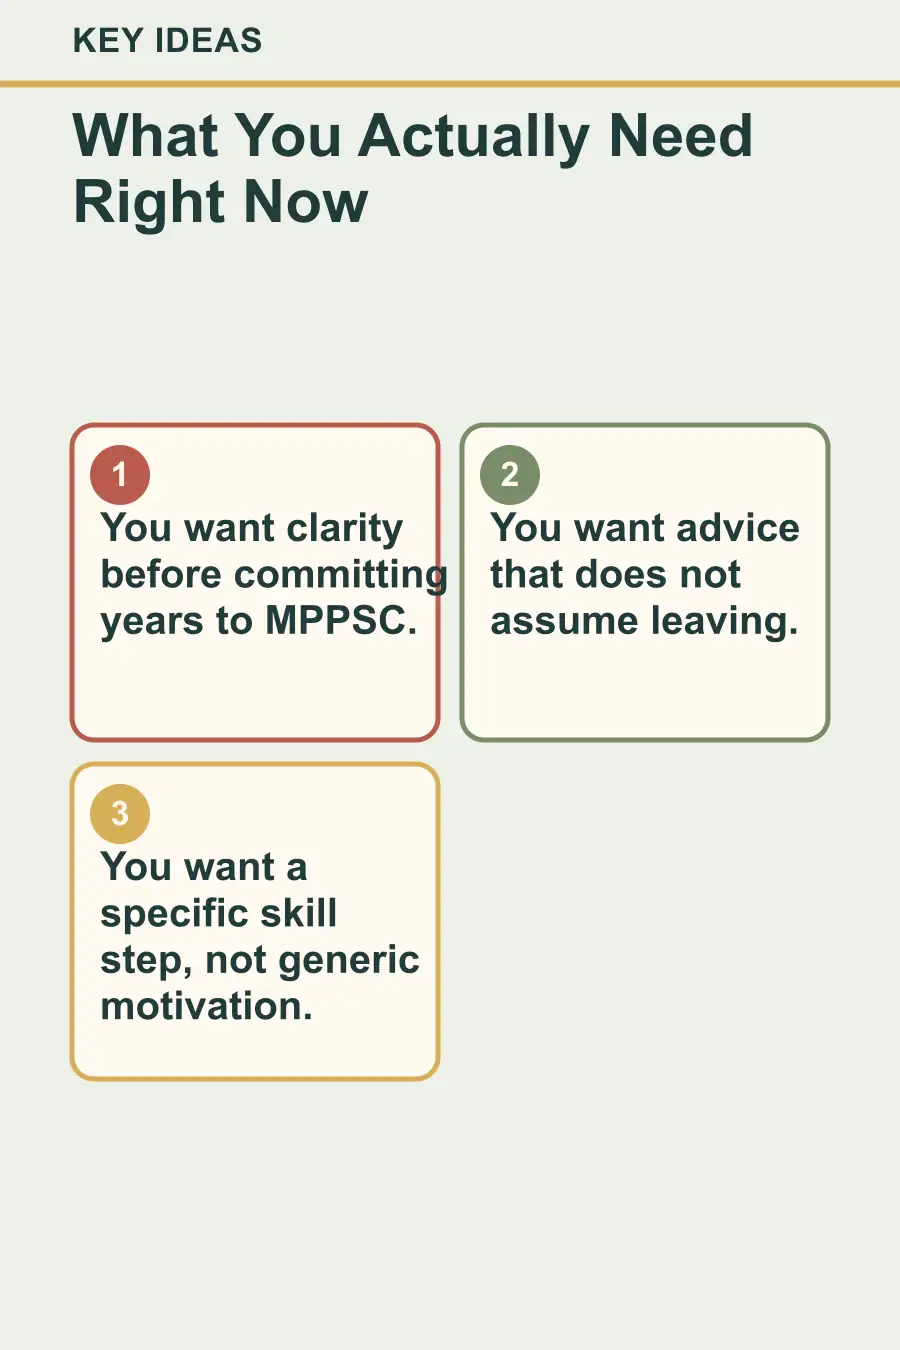 KEY IDEAS
What You Actually Need
Right Now
1
You want clarity
before committing
years to MPPSC.
2
You want advice
that does not
assume leaving.
3
You want a
specific skill
step, not generic
motivation.